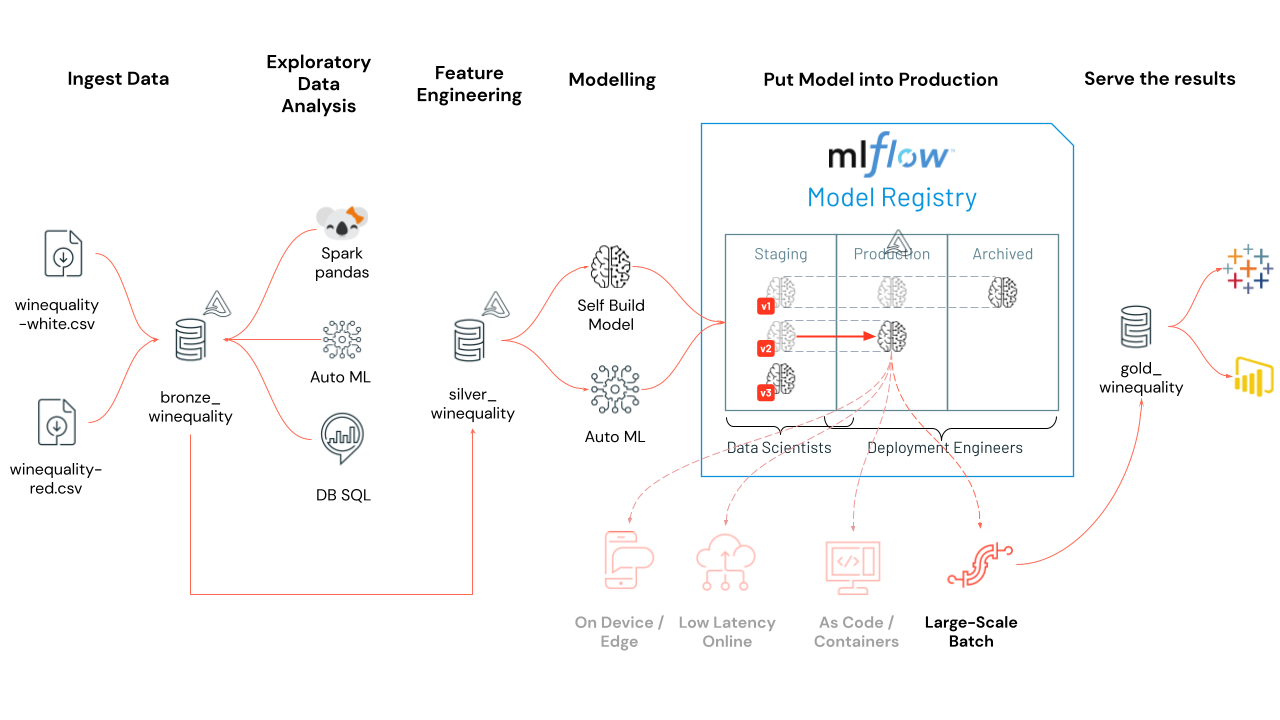 Ingest Data
Exploratory
Data
Analysis
Feature
Engineering
Modelling
Put Model into Production
Serve the results
mlflow™
Model Registry
Staging
Production
Archived
v1
v2
v3
Data Scientists
Deployment Engineers
winequality
-white.csv
winequality-
red.csv
bronze_
winequality
Spark
pandas
Auto ML
DB SQL
silver_
winequality
Self Build
Model
Auto ML
On Device /
Edge
Low Latency
Online
As Code /
Containers
Large-Scale
Batch
gold_
winequality